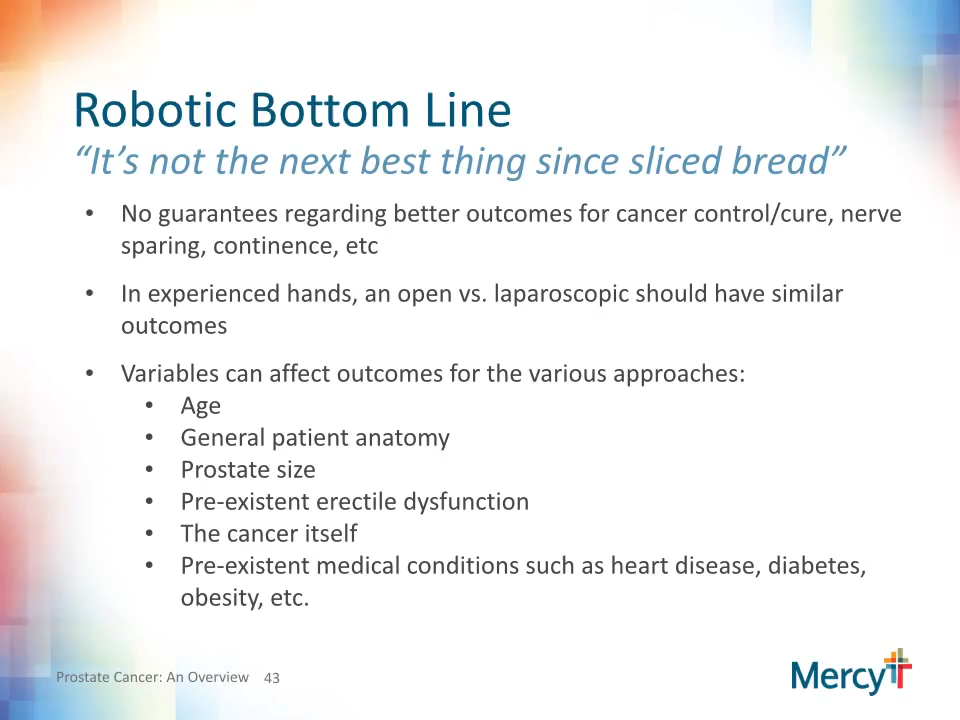 Robotic Bottom Line
“It’s not the next best thing since sliced bread”
• No guarantees regarding better outcomes for cancer control/cure, nerve
sparing, continence, etc
• In experienced hands, an open vs. laparoscopic should have similar
outcomes
• Variables can affect outcomes for the various approaches:
• Age
• General patient anatomy
• Prostate size
• Pre-existent erectile dysfunction
• The cancer itself
• Pre-existent medical conditions such as heart disease, diabetes,
obesity, etc.
Prostate Cancer: An Overview 43
Mercy